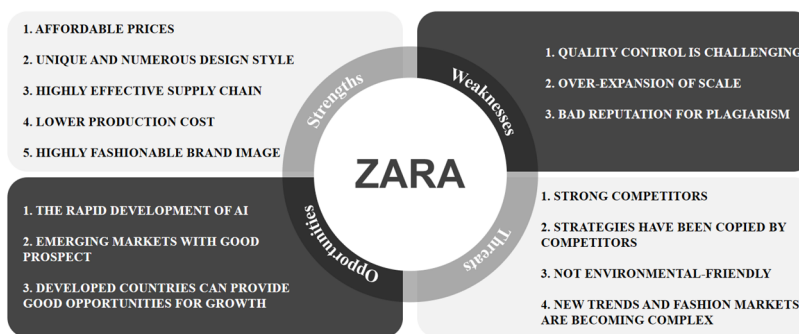 1. AFFORDABLE PRICES
2. UNIQUE AND NUMEROUS DESIGN STYLE
3. HIGHLY EFFECTIVE SUPPLY CHAIN
4. LOWER PRODUCTION COST
5. HIGHLY FASHIONABLE BRAND IMAGE
Strengths
Weaknesses
1. QUALITY CONTROL IS CHALLENGING
2. OVER-EXPANSION OF SCALE
3. BAD REPUTATION FOR PLAGIARISM
ZARA
1. THE RAPID DEVELOPMENT OF AI
2. EMERGING MARKETS WITH GOOD
PROSPECT
3. DEVELOPED COUNTRIES CAN PROVIDE
GOOD OPPORTUNITIES FOR GROWTH
Opportunities
Threats
1. STRONG COMPETITORS
2. STRATEGIES HAVE BEEN COPIED BY
COMPETITORS
3. NOT ENVIRONMENTAL-FRIENDLY
4. NEW TRENDS AND FASHION MARKETS
ARE BECOMING COMPLEX